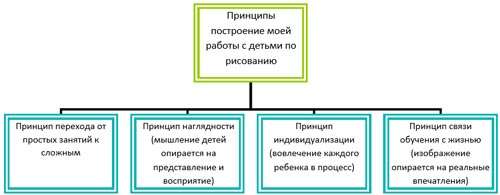 Принципы
построение моей
работы с детьми по
рисованию
Принцип перехода от
простых занятий к
сложным
Принцип наглядности
(мышление детей
опирается на
представление и
восприятие)
Принцип
индивидуализации
(вовлечение каждого
ребенка в процесс)
Принцип связи
обучения с жизнью
(изображение
опирается на реальные
впечатления)